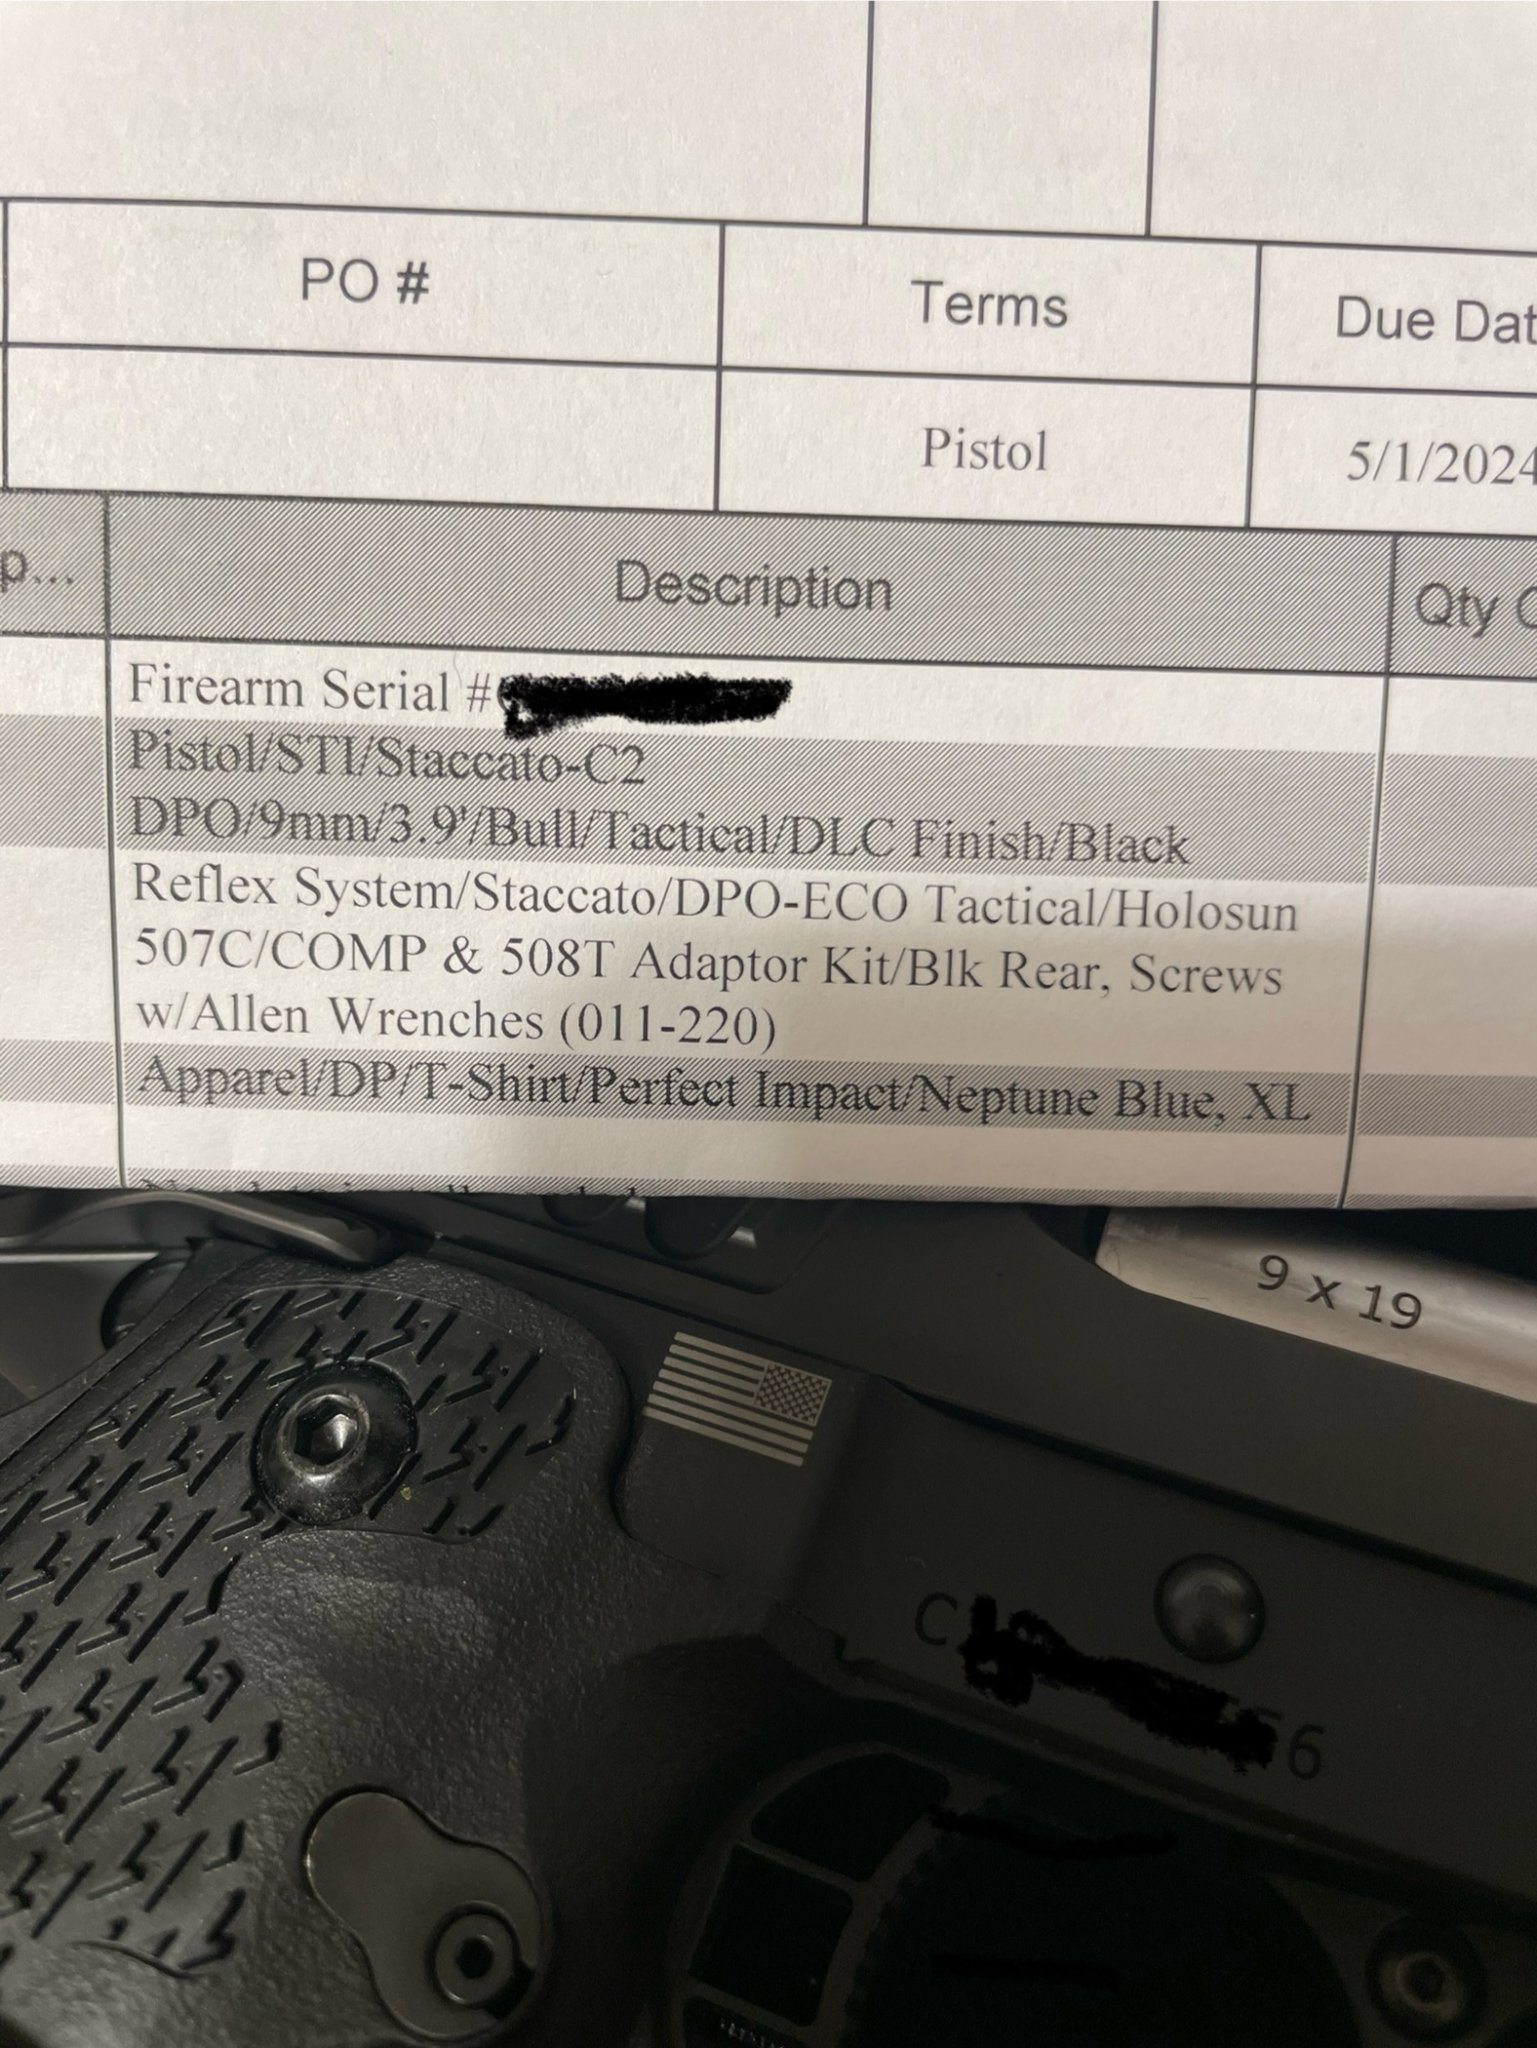 PO #
Terms
Due Dat
Pistol
5/1/2024
p...
Description
Qty
Firearm Serial #
Pistol/STI/Staccato-C2
DPO/9mm/3.9'/Bull/Tactical/DLC Finish/Black
Reflex System/Staccato/DPO-ECO Tactical/Holosun
507C/COMP & 508T Adaptor Kit/Blk Rear, Screws
w/Allen Wrenches (011-220)
Apparel/DP/T-Shirt/Perfect Impact/Neptune Blue, XL
9 x 19
C
6